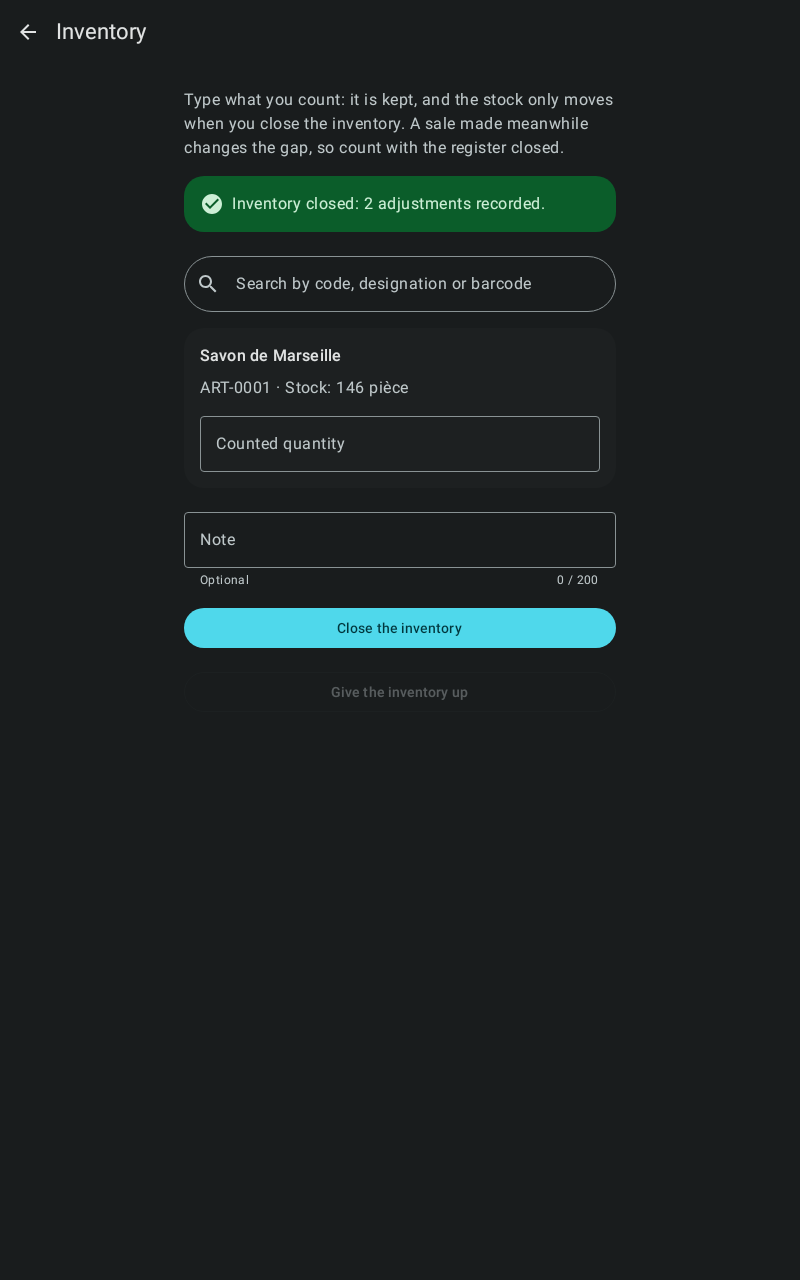 Inventory
Type what you count: it is kept, and the stock only moves
when you close the inventory. A sale made meanwhile
changes the gap, so count with the register closed.
Inventory closed: 2 adjustments recorded.
Search by code, designation or barcode
Savon de Marseille
ART-0001 · Stock: 146 pièce
Counted quantity
Note
Optional 0 / 200
Close the inventory
Give the inventory up